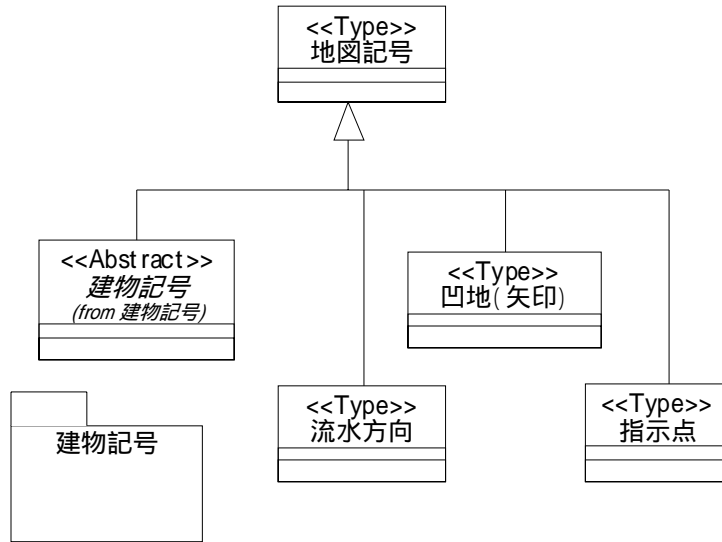 <<Type>>
地図記号
<<Abstract>>
建物記号
(from 建物記号)
<<Type>>
凹地(矢印)
<<Type>>
流水方向
<<Type>>
指示点
建物記号